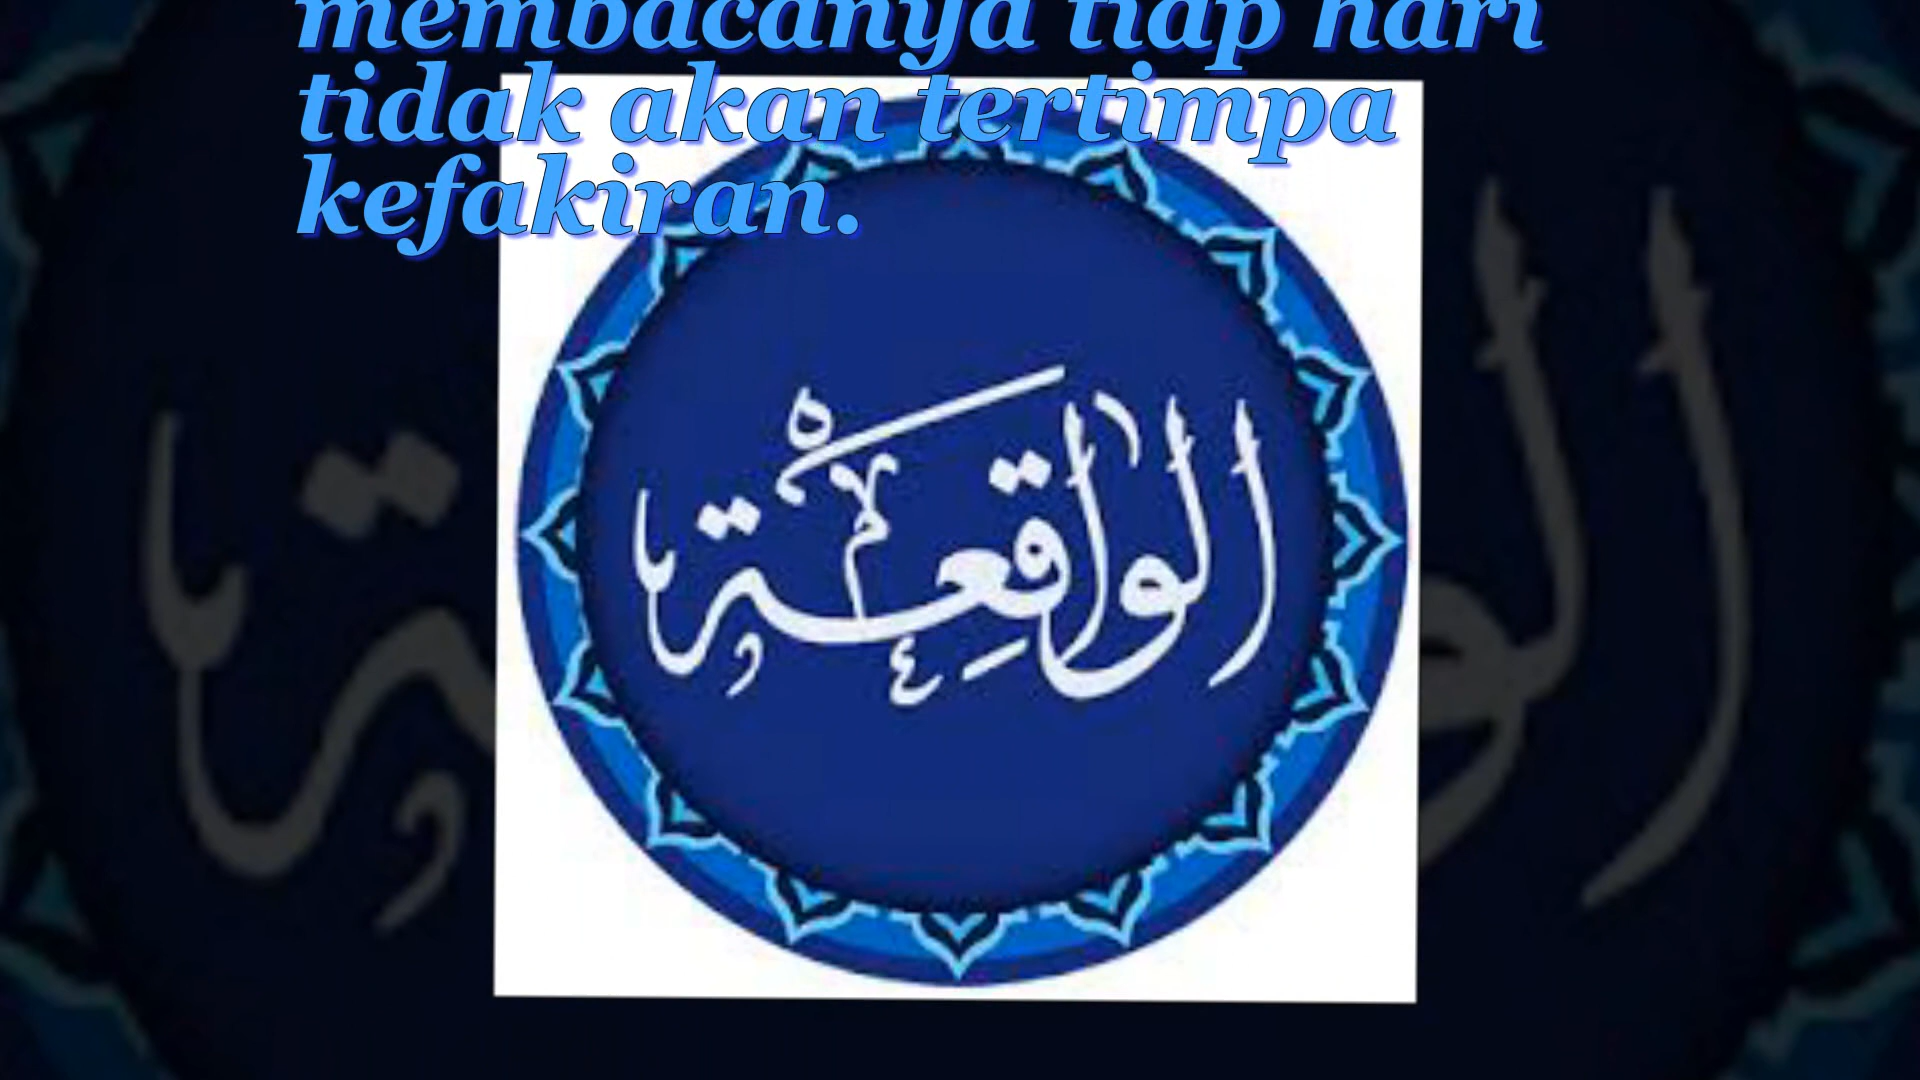 membacanya tiap hari
tidak akan tertimpa
kefakiran.
الواقعة